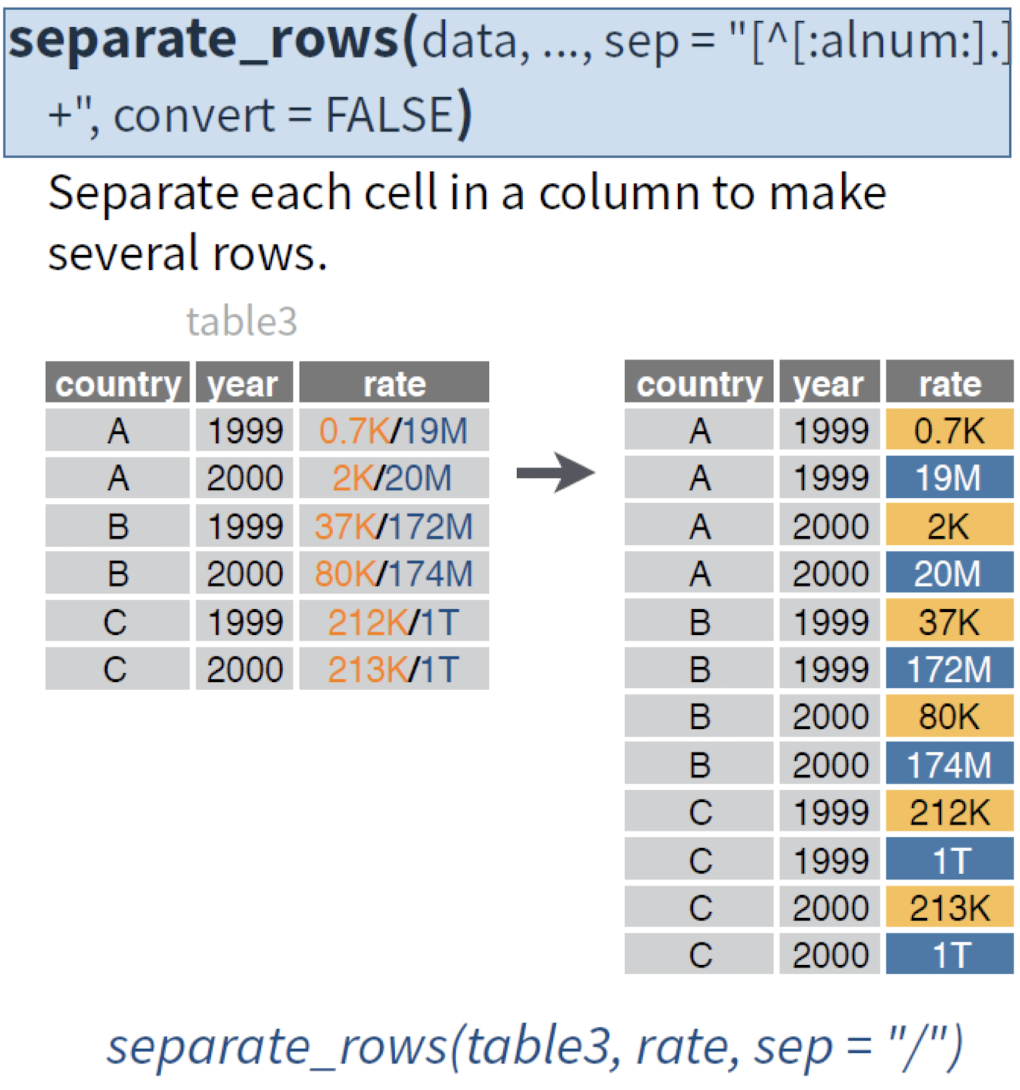 separate_rows(data, ..., sep = "[^[:alnum:].]
+", convert = FALSE)
Separate each cell in a column to make
several rows.
table3
country year rate
A 1999 0.7K/19M
A 2000 2K/20M
B 1999 37K/172M
B 2000 80K/174M
C 1999 212K/1T
C 2000 213K/1T
country year rate
A 1999 0.7K
A 1999 19M
A 2000 2K
A 2000 20M
B 1999 37K
B 1999 172M
B 2000 80K
B 2000 174M
C 1999 212K
C 1999 1T
C 2000 213K
C 2000 1T
separate_rows(table3, rate, sep = "/")